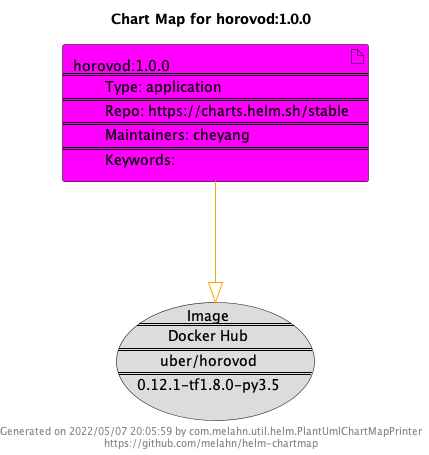 Chart Map for horovod:1.0.0
horovod:1.0.0
Type: application
Repo: https://charts.helm.sh/stable
Maintainers: cheyang
Keywords:
Image
Docker Hub
uber/horovod
0.12.1-tf1.8.0-py3.5
Generated on 2022/05/07 20:05:59 by com.melahn.util.helm.PlantUmlChartMapPrinter
https://github.com/melahn/helm-chartmap